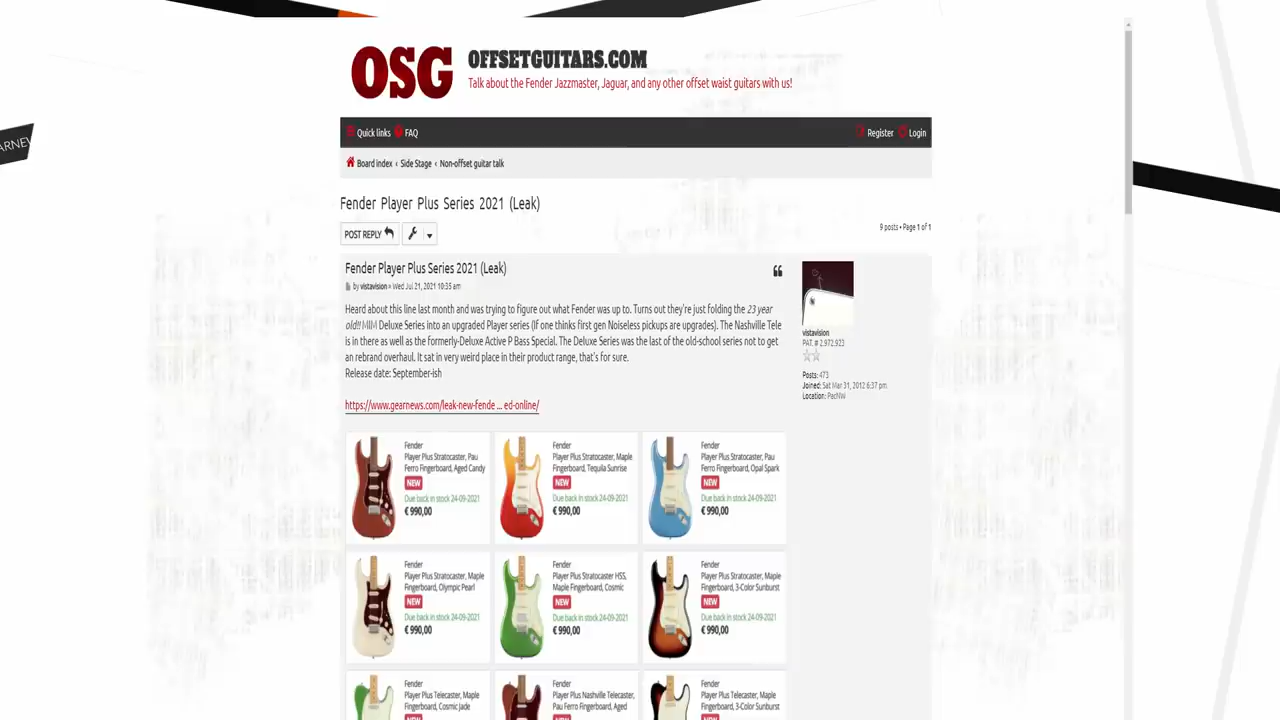 OSG
OFFSETGUITARS.COM
Talk about the Fender Jazzmaster, Jaguar, and any other offset waist guitars with us!
Quick links FAQ
Register Login
Board index ‹ Side Stage ‹ Non-offset guitar talk
Fender Player Plus Series 2021 (Leak)
POST REPLY
9 posts • Page 1 of 1
Fender Player Plus Series 2021 (Leak)
by vistavision » Wed Jul 21, 2021 10:35 am
Heard about this line last month and was trying to figure out what Fender was up to. Turns out they're just folding the 23 year
old!! MIM Deluxe Series into an upgraded Player series (if one thinks first gen Noiseless pickups are upgrades). The Nashville Tele
is in there as well as the formerly-Deluxe Active P Bass Special. The Deluxe Series was the last of the old-school series not to get
an rebrand overhaul. It sat in very weird place in their product range, that's for sure.
Release date: September-ish
https://www.gearnews.com/leak-new-fende ... ed-online/
vistavision
PAT. # 2,972,923
Posts: 473
Joined: Sat Mar 31, 2012 6:37 pm
Location: PacNW
Fender
Player Plus Stratocaster, Pau
Ferro Fingerboard, Aged Candy
NEW
Due back in stock 24-09-2021
€ 990,00
Fender
Player Plus Stratocaster, Maple
Fingerboard, Tequila Sunrise
NEW
Due back in stock 24-09-2021
€ 990,00
Fender
Player Plus Stratocaster, Pau
Ferro Fingerboard, Opal Spark
NEW
Due back in stock 24-09-2021
€ 990,00
Fender
Player Plus Stratocaster, Maple
Fingerboard, Olympic Pearl
NEW
Due back in stock 24-09-2021
€ 990,00
Fender
Player Plus Stratocaster HSS,
Maple Fingerboard, Cosmic
NEW
Due back in stock 24-09-2021
€ 990,00
Fender
Player Plus Stratocaster, Maple
Fingerboard, 3-Color Sunburst
NEW
Due back in stock 24-09-2021
€ 990,00
Fender
Player Plus Telecaster, Maple
Fingerboard, Cosmic Jade
Fender
Player Plus Nashville Telecaster,
Pau Ferro Fingerboard, Aged
Fender
Player Plus Telecaster, Maple
Fingerboard, 3-Color Sunburst